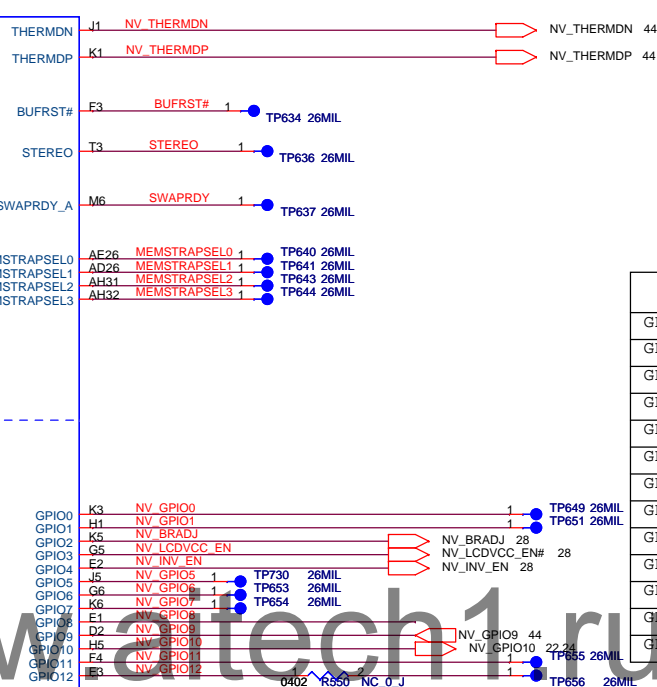 THERMDN J1 NV_THERMDN NV_THERMDN 44
THERMDP K1 NV_THERMDP NV_THERMDP 44
BUFRST# F3 BUFRST# 1 TP634 26MIL
STEREO T3 STEREO 1 TP636 26MIL
SWAPRDY_A M6 SWAPRDY 1 TP637 26MIL
MSTRAPSEL0 AE26 MEMSTRAPSEL0 1 TP640 26MIL
MSTRAPSEL1 AD26 MEMSTRAPSEL1 1 TP641 26MIL
MSTRAPSEL2 AH31 MEMSTRAPSEL2 1 TP643 26MIL
MSTRAPSEL3 AH32 MEMSTRAPSEL3 1 TP644 26MIL
GPIO0 K3 NV_GPIO0 1 TP649 26MIL
GPIO1 H1 NV_GPIO1 1 TP651 26MIL
GPIO2 K5 NV_BRADJ NV_BRADJ 28
GPIO3 G5 NV_LCDVCC_EN NV_LCDVCC_EN# 28
GPIO4 E2 NV_INV_EN NV_INV_EN 28
GPIO5 J5 NV_GPIO5 1 TP730 26MIL
GPIO6 G6 NV_GPIO6 1 TP653 26MIL
GPIO7 K6 NV_GPIO7 1 TP654 26MIL
GPIO8 E1 NV_GPIO8
GPIO9 D2 NV_GPIO9 NV_GPIO9 44
GPIO10 H5 NV_GPIO10 NV_GPIO10 22,24
GPIO11 F4 NV_GPIO11 1 TP655 26MIL
GPIO12 E3 NV_GPIO12 1 2 1 TP656 26MIL
0402 R550 NC_0_J
w.aitech1.ru